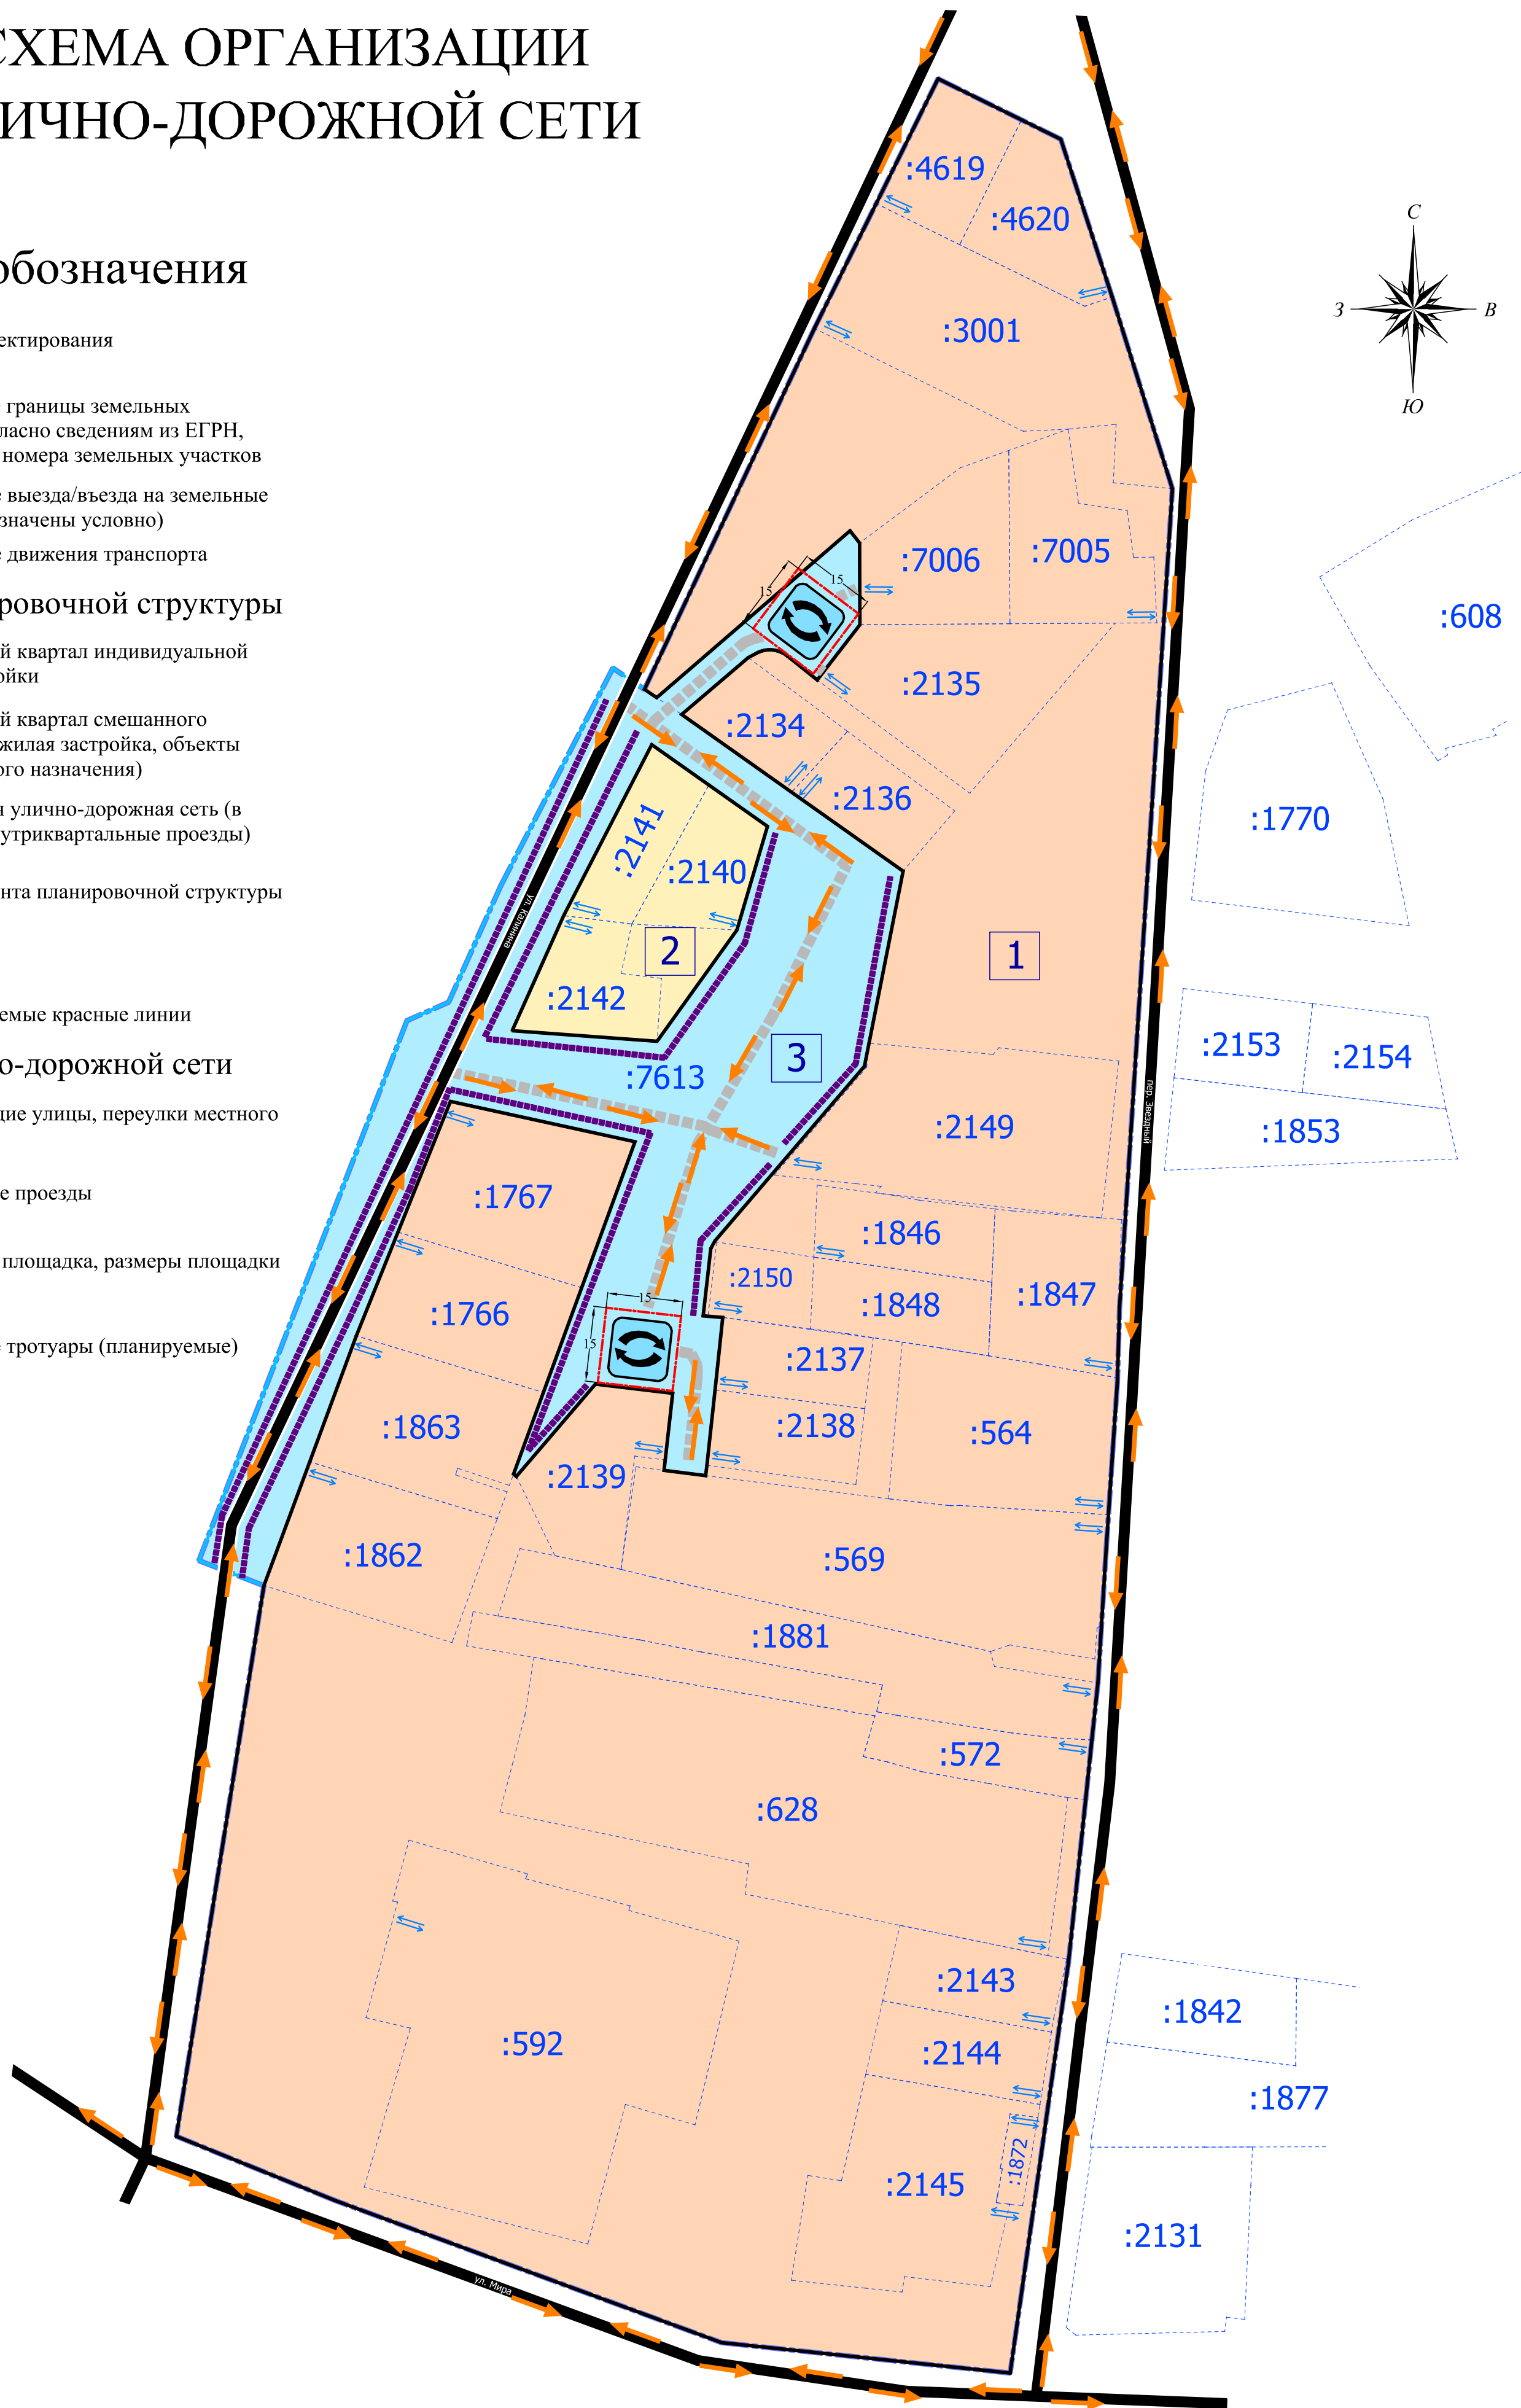 СХЕМА ОРГАНИЗАЦИИ
ИЧНО-ДОРОЖНОЙ СЕТИ
обозначения
ектирования
границы земельных
ласно сведениям из ЕГРН,
номера земельных участков
е выезда/въезда на земельные
значены условно)
е движения транспорта
ровочной структуры
й квартал индивидуальной
ойки
й квартал смешанного
жилая застройка, объекты
ого назначения)
я улично-дорожная сеть (в
утриквартальные проезды)
нта планировочной структуры
емые красные линии
о-дорожной сети
щие улицы, переулки местного
е проезды
площадка, размеры площадки
е тротуары (планируемые)
С
З
В
Ю
:4619
:4620
:3001
:7006
:7005
:608
15
15
:2135
:2134
:2136
:1770
:2141
:2140
ул. Калинина
2
1
:2142
3
:2153
:2154
:7613
пер. Звездный
:2149
:1853
:1767
:1846
:2150
:1848
:1847
:1766
15
15
:2137
:1863
:2138
:564
:2139
:1862
:569
:1881
:572
:628
:2143
:1842
:592
:2144
:1877
:1872
:2145
:2131
ул. Мира